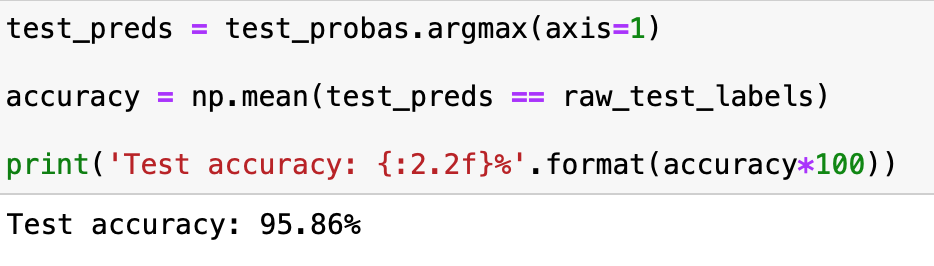 test_preds = test_probas.argmax(axis=1)
accuracy = np.mean(test_preds == raw_test_labels)
print('Test accuracy: {:2.2f}%'.format(accuracy*100))
Test accuracy: 95.86%